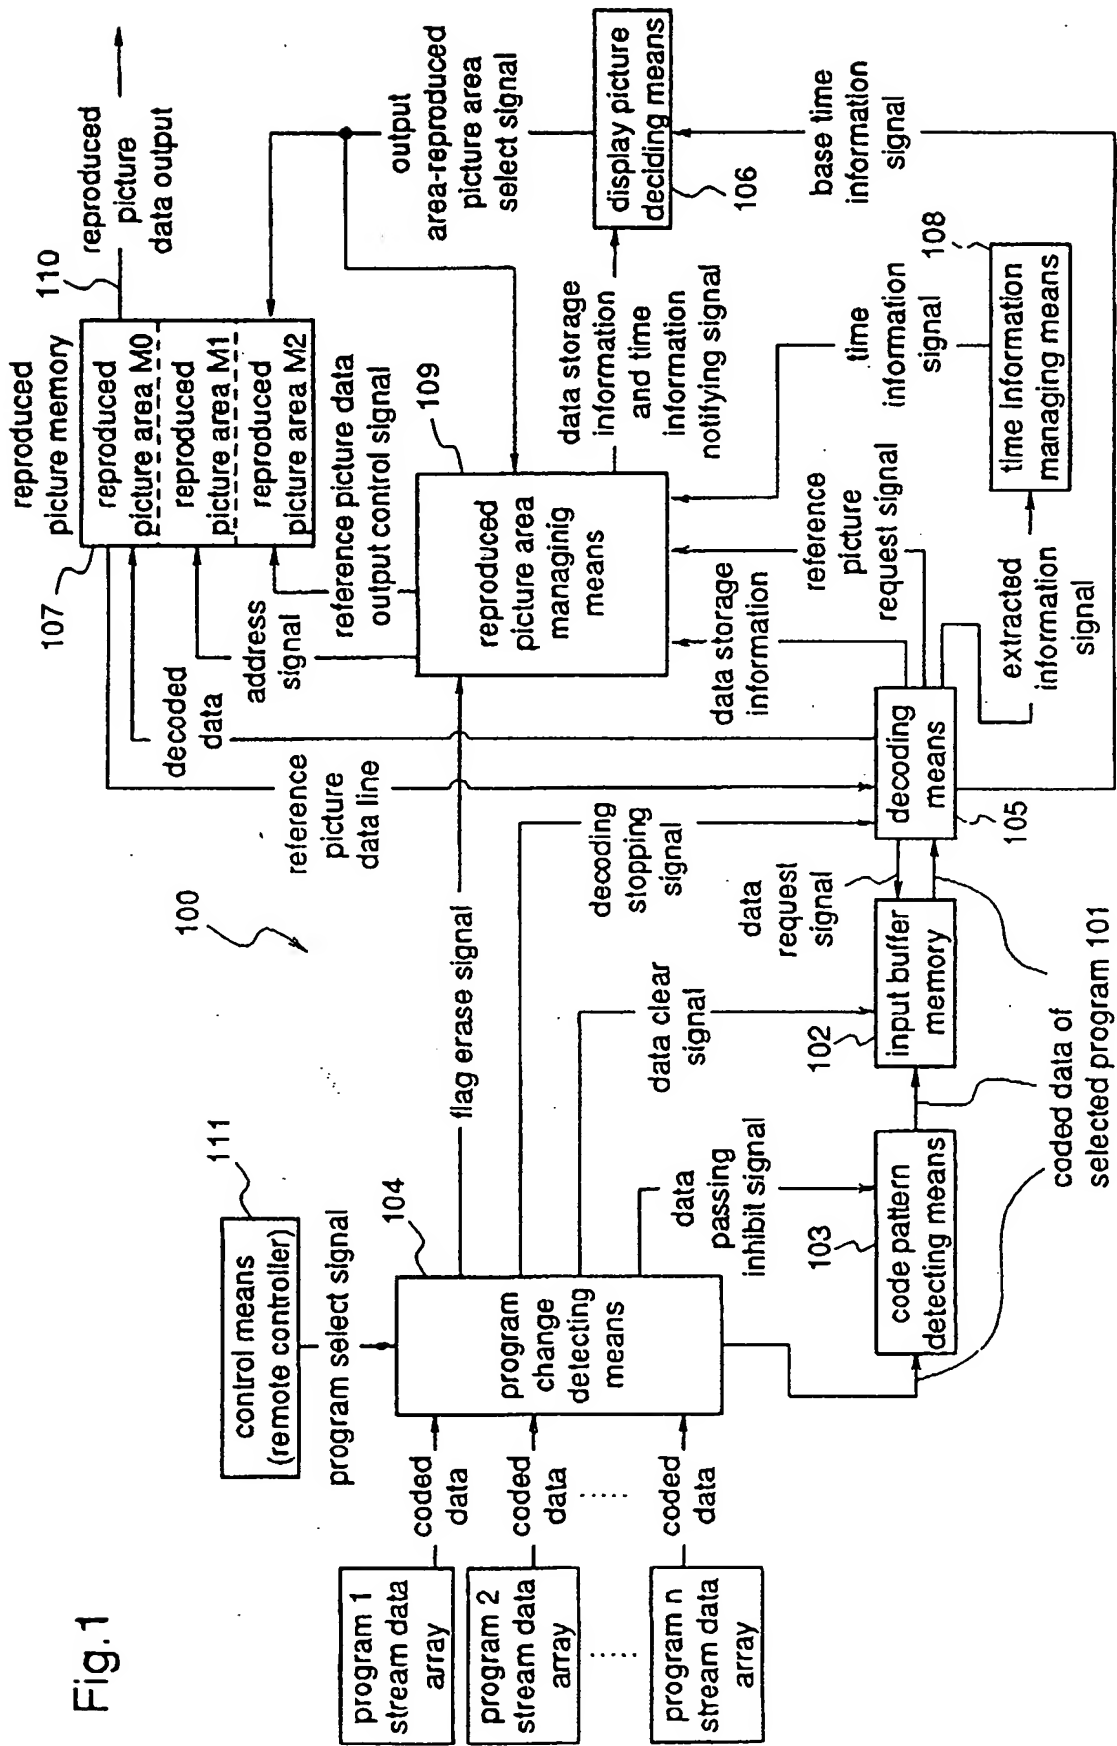 Fig.1
program 1
stream data
array
program 2
stream data
array
program n
stream data
array
coded
data
coded
data
coded
data
111
control means
(remote controller)
program select signal
104
program
change
detecting
means
flag erase signal
decoding
stopping
signal
data clear
signal
data
passing
inhibit signal
103
code pattern
detecting means
coded data of
selected program 101
102
input buffer
memory
data
request
signal
decoding
means
105
100
reference
picture
data line
decoded
data
address
signal
reference picture data
output control signal
107
reproduced
picture memory
reproduced
picture area M0
reproduced
picture area M1
reproduced
picture area M2
110
reproduced
picture
data output
109
reproduced
picture area
managinig
means
data storage
information
reference
picture
request signal
extracted
information
signal
time
information
signal
108
time Information
managing means
data storage
information
and time
information
notifying signal
output
area-reproduced
picture area
select signal
display picture
deciding means
106
base time
information
signal